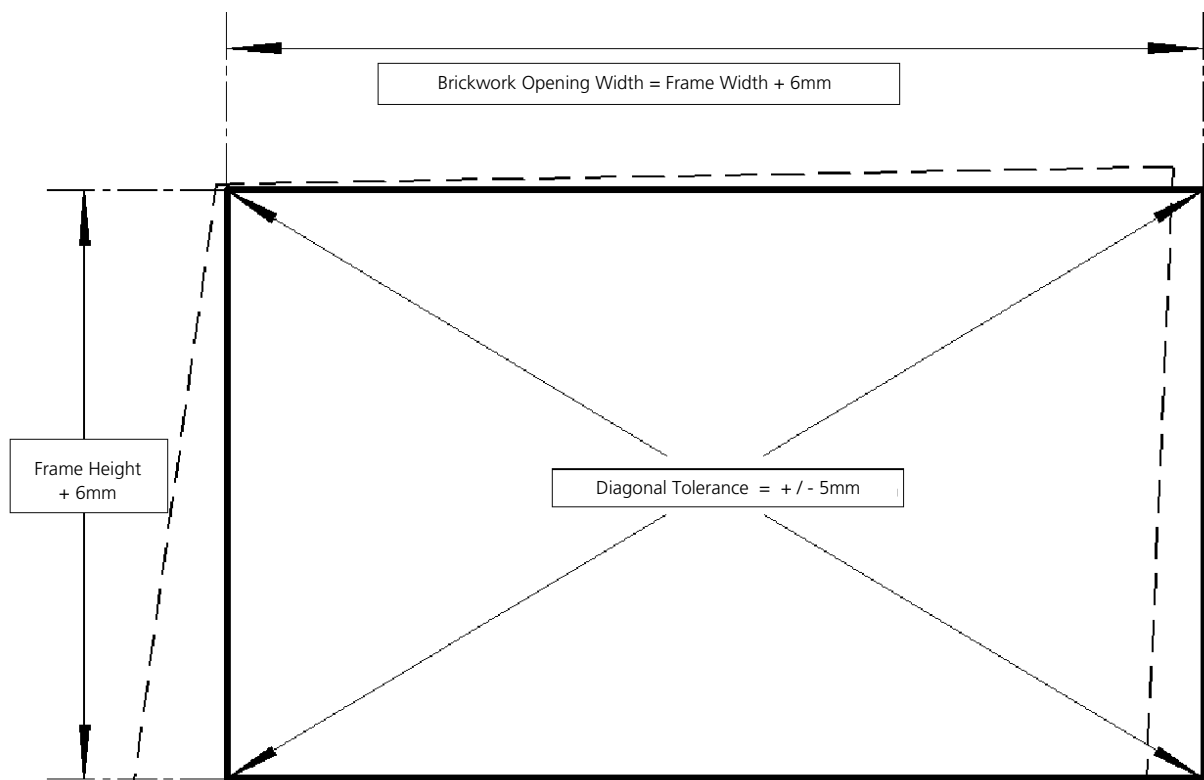 Brickwork Opening Width = Frame Width + 6mm
Frame Height
+ 6mm
Diagonal Tolerance = + / - 5mm